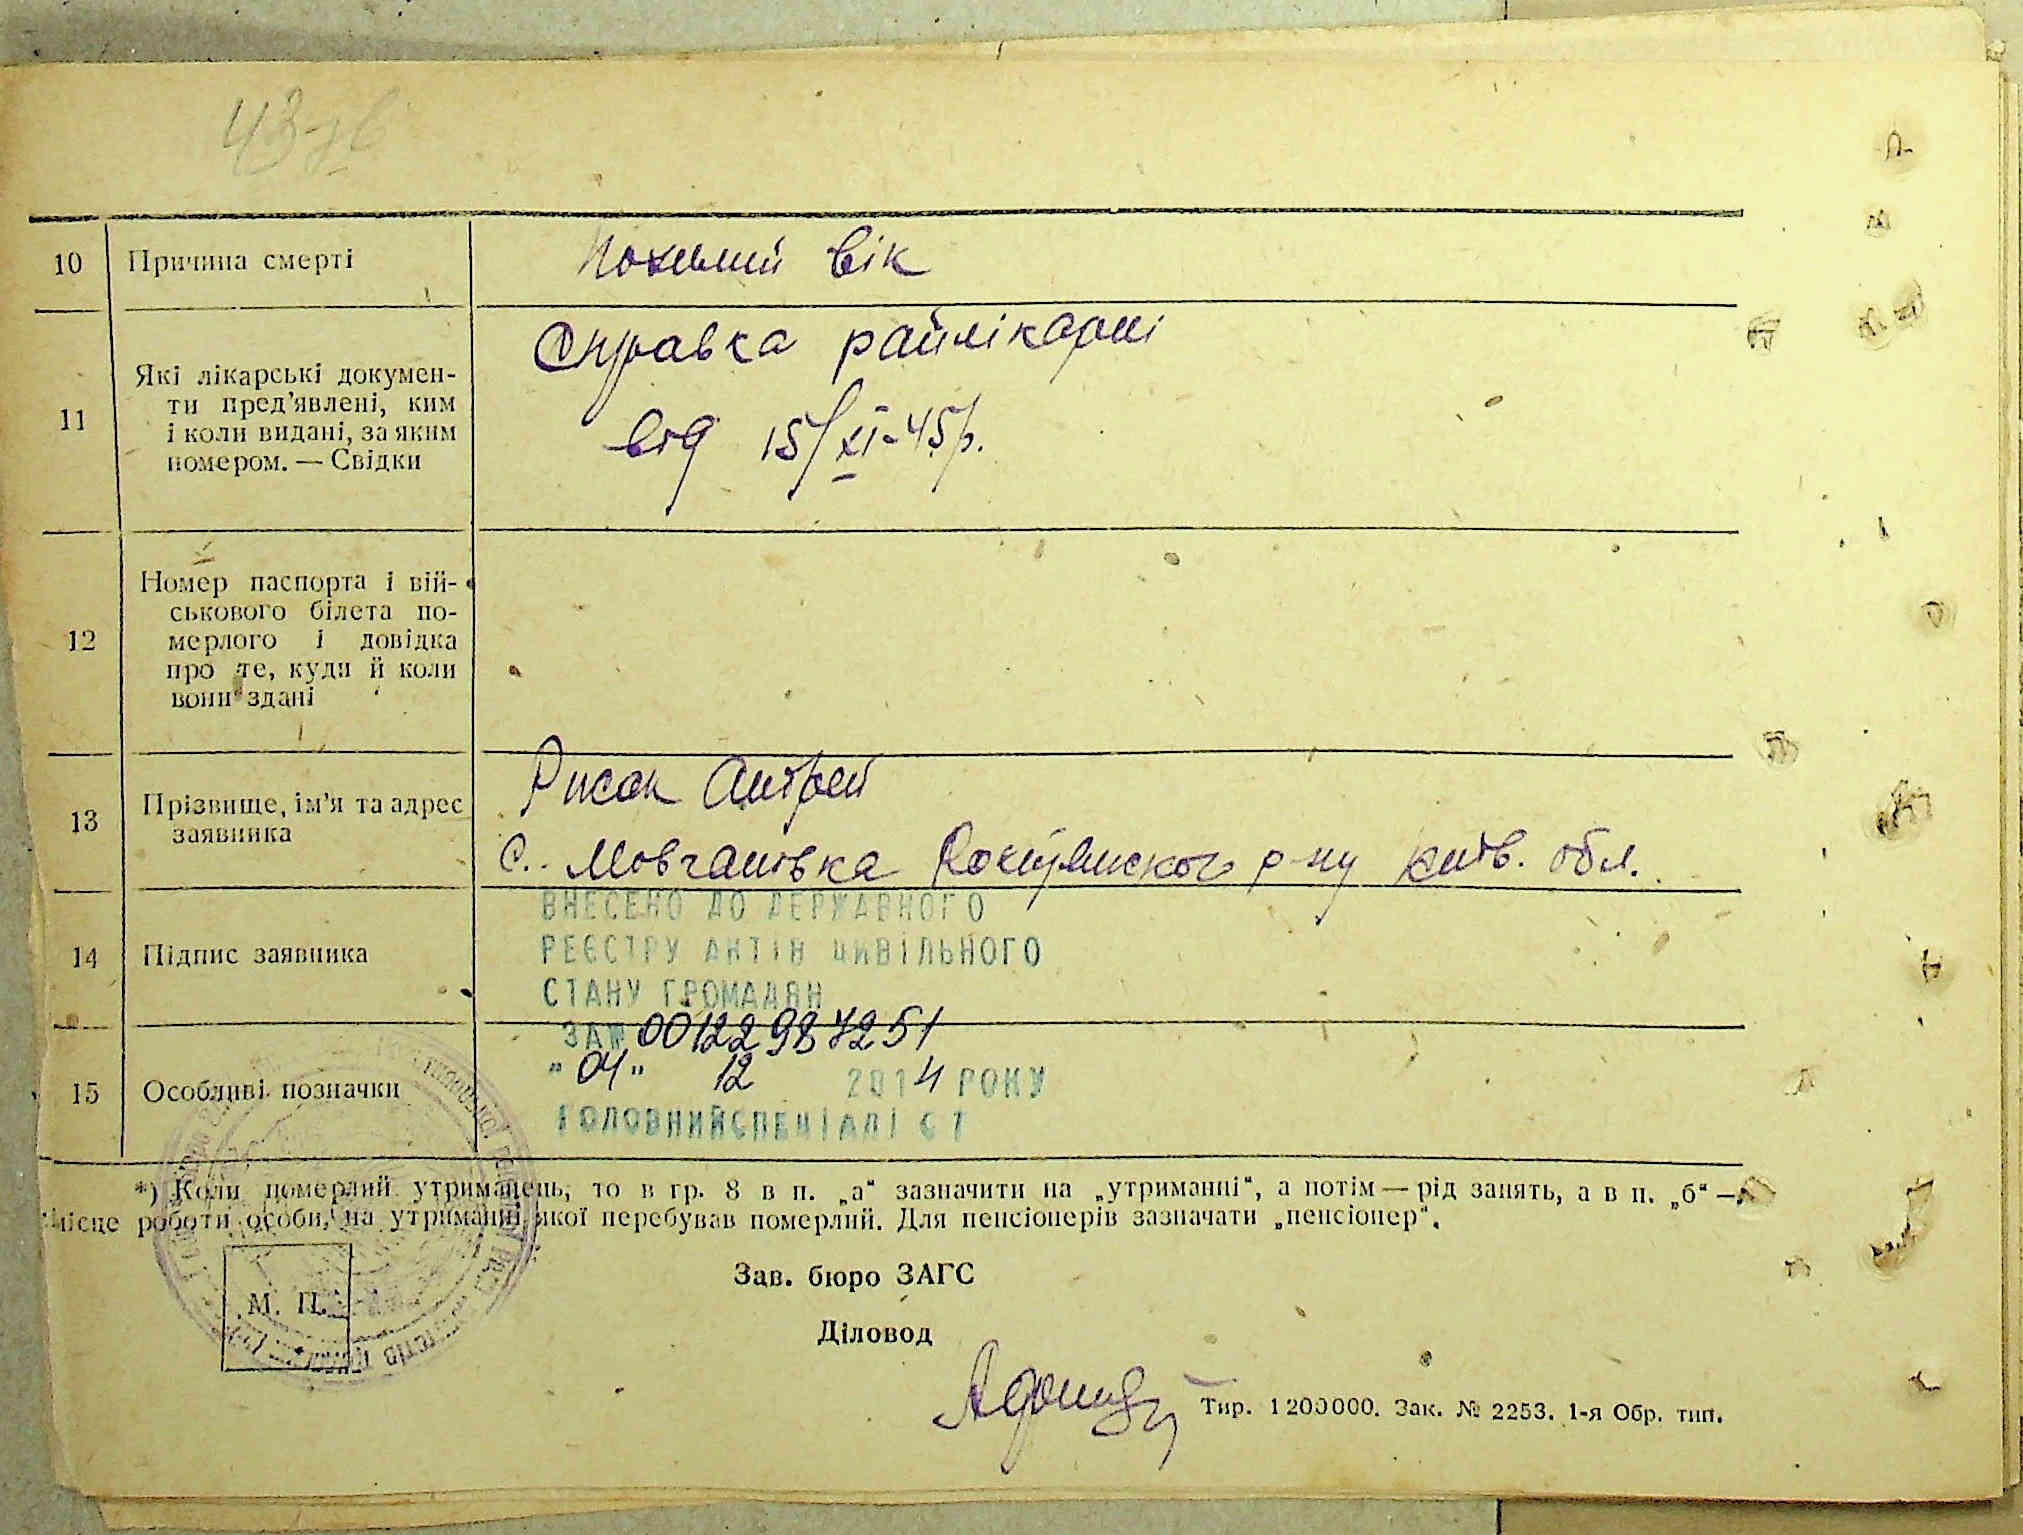 10 Причина смерті Похилий вік
11 Які лікарські докумен-
ти пред'явлені, ким
і коли видані, за яким
номером. — Свідки
Справка райлікарні
від 15/XI-45р.
12 Номер паспорта і вій-
ськового білета по-
мерлого і довідка
про те, куди й коли
вони здані
13 Прізвище, ім'я та адрес
заявника
Рисак Андрей
с. Мовчанівка р-ну київ. обл.
14 Підпис заявника
ВНЕСЕНО ДО ДЕРЖАВНОГО
РЕЄСТРУ АКТІВ ЦИВІЛЬНОГО
СТАНУ ГРОМАДЯН
ЗА № 00122987251
"04" 12 2014 РОКУ
ГОЛОВНИЙ СПЕЦІАЛІСТ
15 Особливі позначки
*) Коли померлий утриманець, то в гр. 8 в п. „а“ зазначити на „утриманні“, а потім — рід занять, а в п. „б“ —
місце роботи особи, на утриманні якої перебував померлий. Для пенсіонерів зазначати „пенсіонер“.
Зав. бюро ЗАГС
М. П.
Діловод
Тир. 1200000. Зак. № 2253. 1-я Обр. тип.